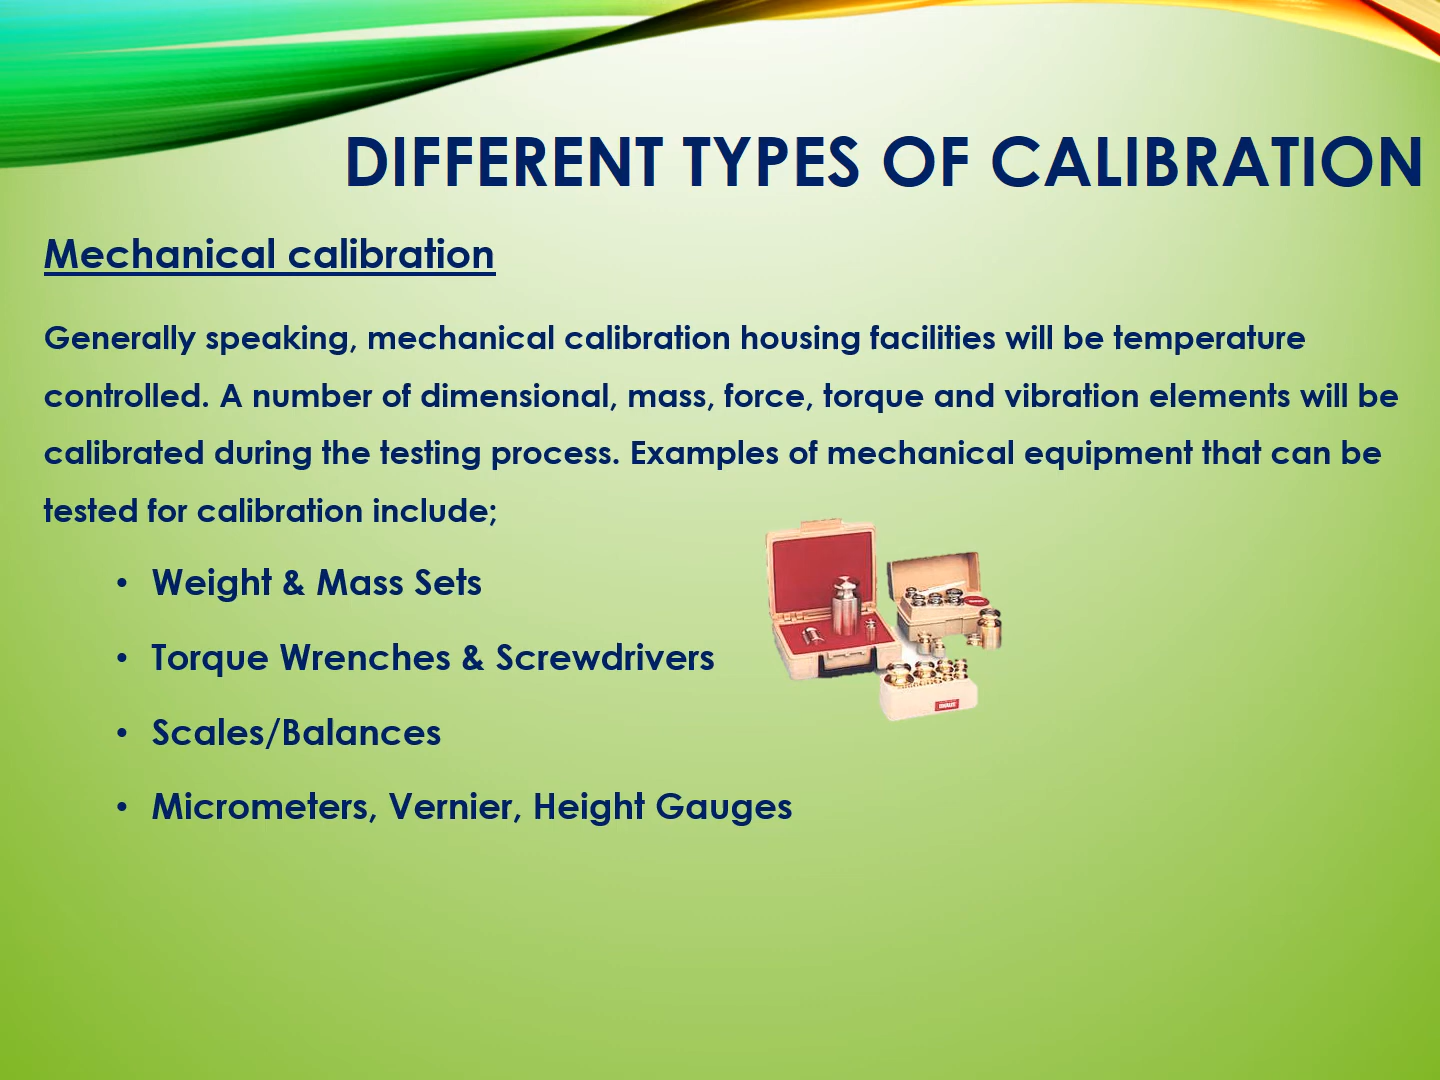 DIFFERENT TYPES OF CALIBRATION
Mechanical calibration
Generally speaking, mechanical calibration housing facilities will be temperature
controlled. A number of dimensional, mass, force, torque and vibration elements will be
calibrated during the testing process. Examples of mechanical equipment that can be
tested for calibration include;
• Weight & Mass Sets
• Torque Wrenches & Screwdrivers
• Scales/Balances
• Micrometers, Vernier, Height Gauges